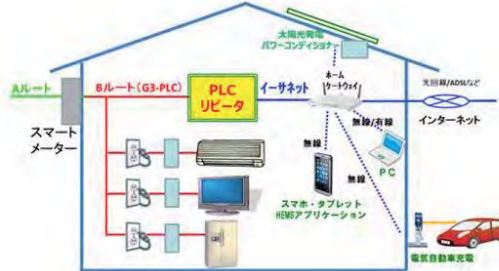 太陽光発電
パワーコンディショナ
Aルート
Bルート(G3-PLC)
PLC
リピータ
イーサネット
ホーム
ゲートウェイ
光回線/ADSLなど
インターネット
スマート
メーター
無線/有線
無線
PC
無線
スマホ・タブレット
HEMSアプリケーション
電気自動車充電